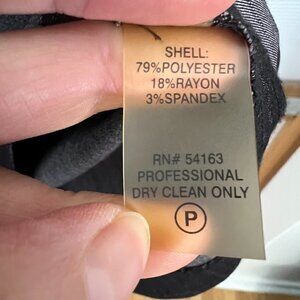 SHELL:
79%POLYESTER
18%RAYON
3%SPANDEX
RN# 54163
PROFESSIONAL
DRY CLEAN ONLY
P